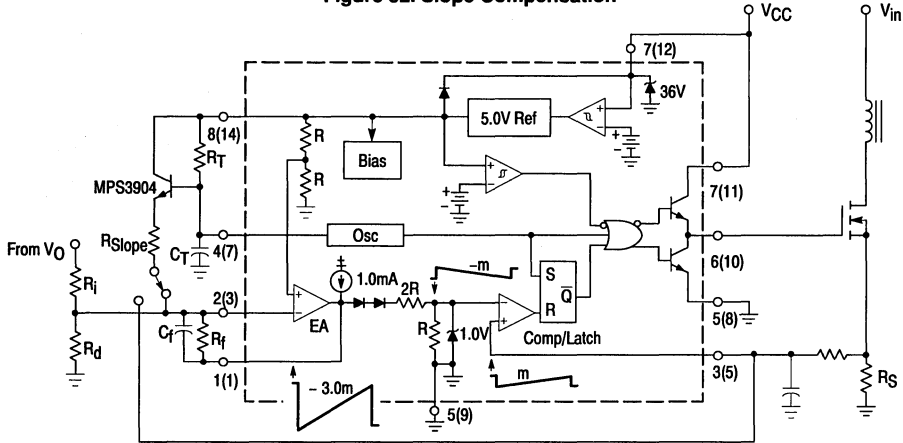 Figure 32. Slope Compensation
VCC
Vin
7(12)
36V
5.0V Ref
+
–
+
–
8(14)
RT
R
R
Bias
+
–
+
–
7(11)
MPS3904
RSlope
CT
4(7)
Osc
6(10)
From VO
Ri
Rd
2(3)
Cf
Rf
1(1)
+
–
EA
1.0mA
2R
R
1.0V
–m
–
+
S
R
Q
Comp/Latch
5(8)
3(5)
RS
– 3.0m
m
5(9)